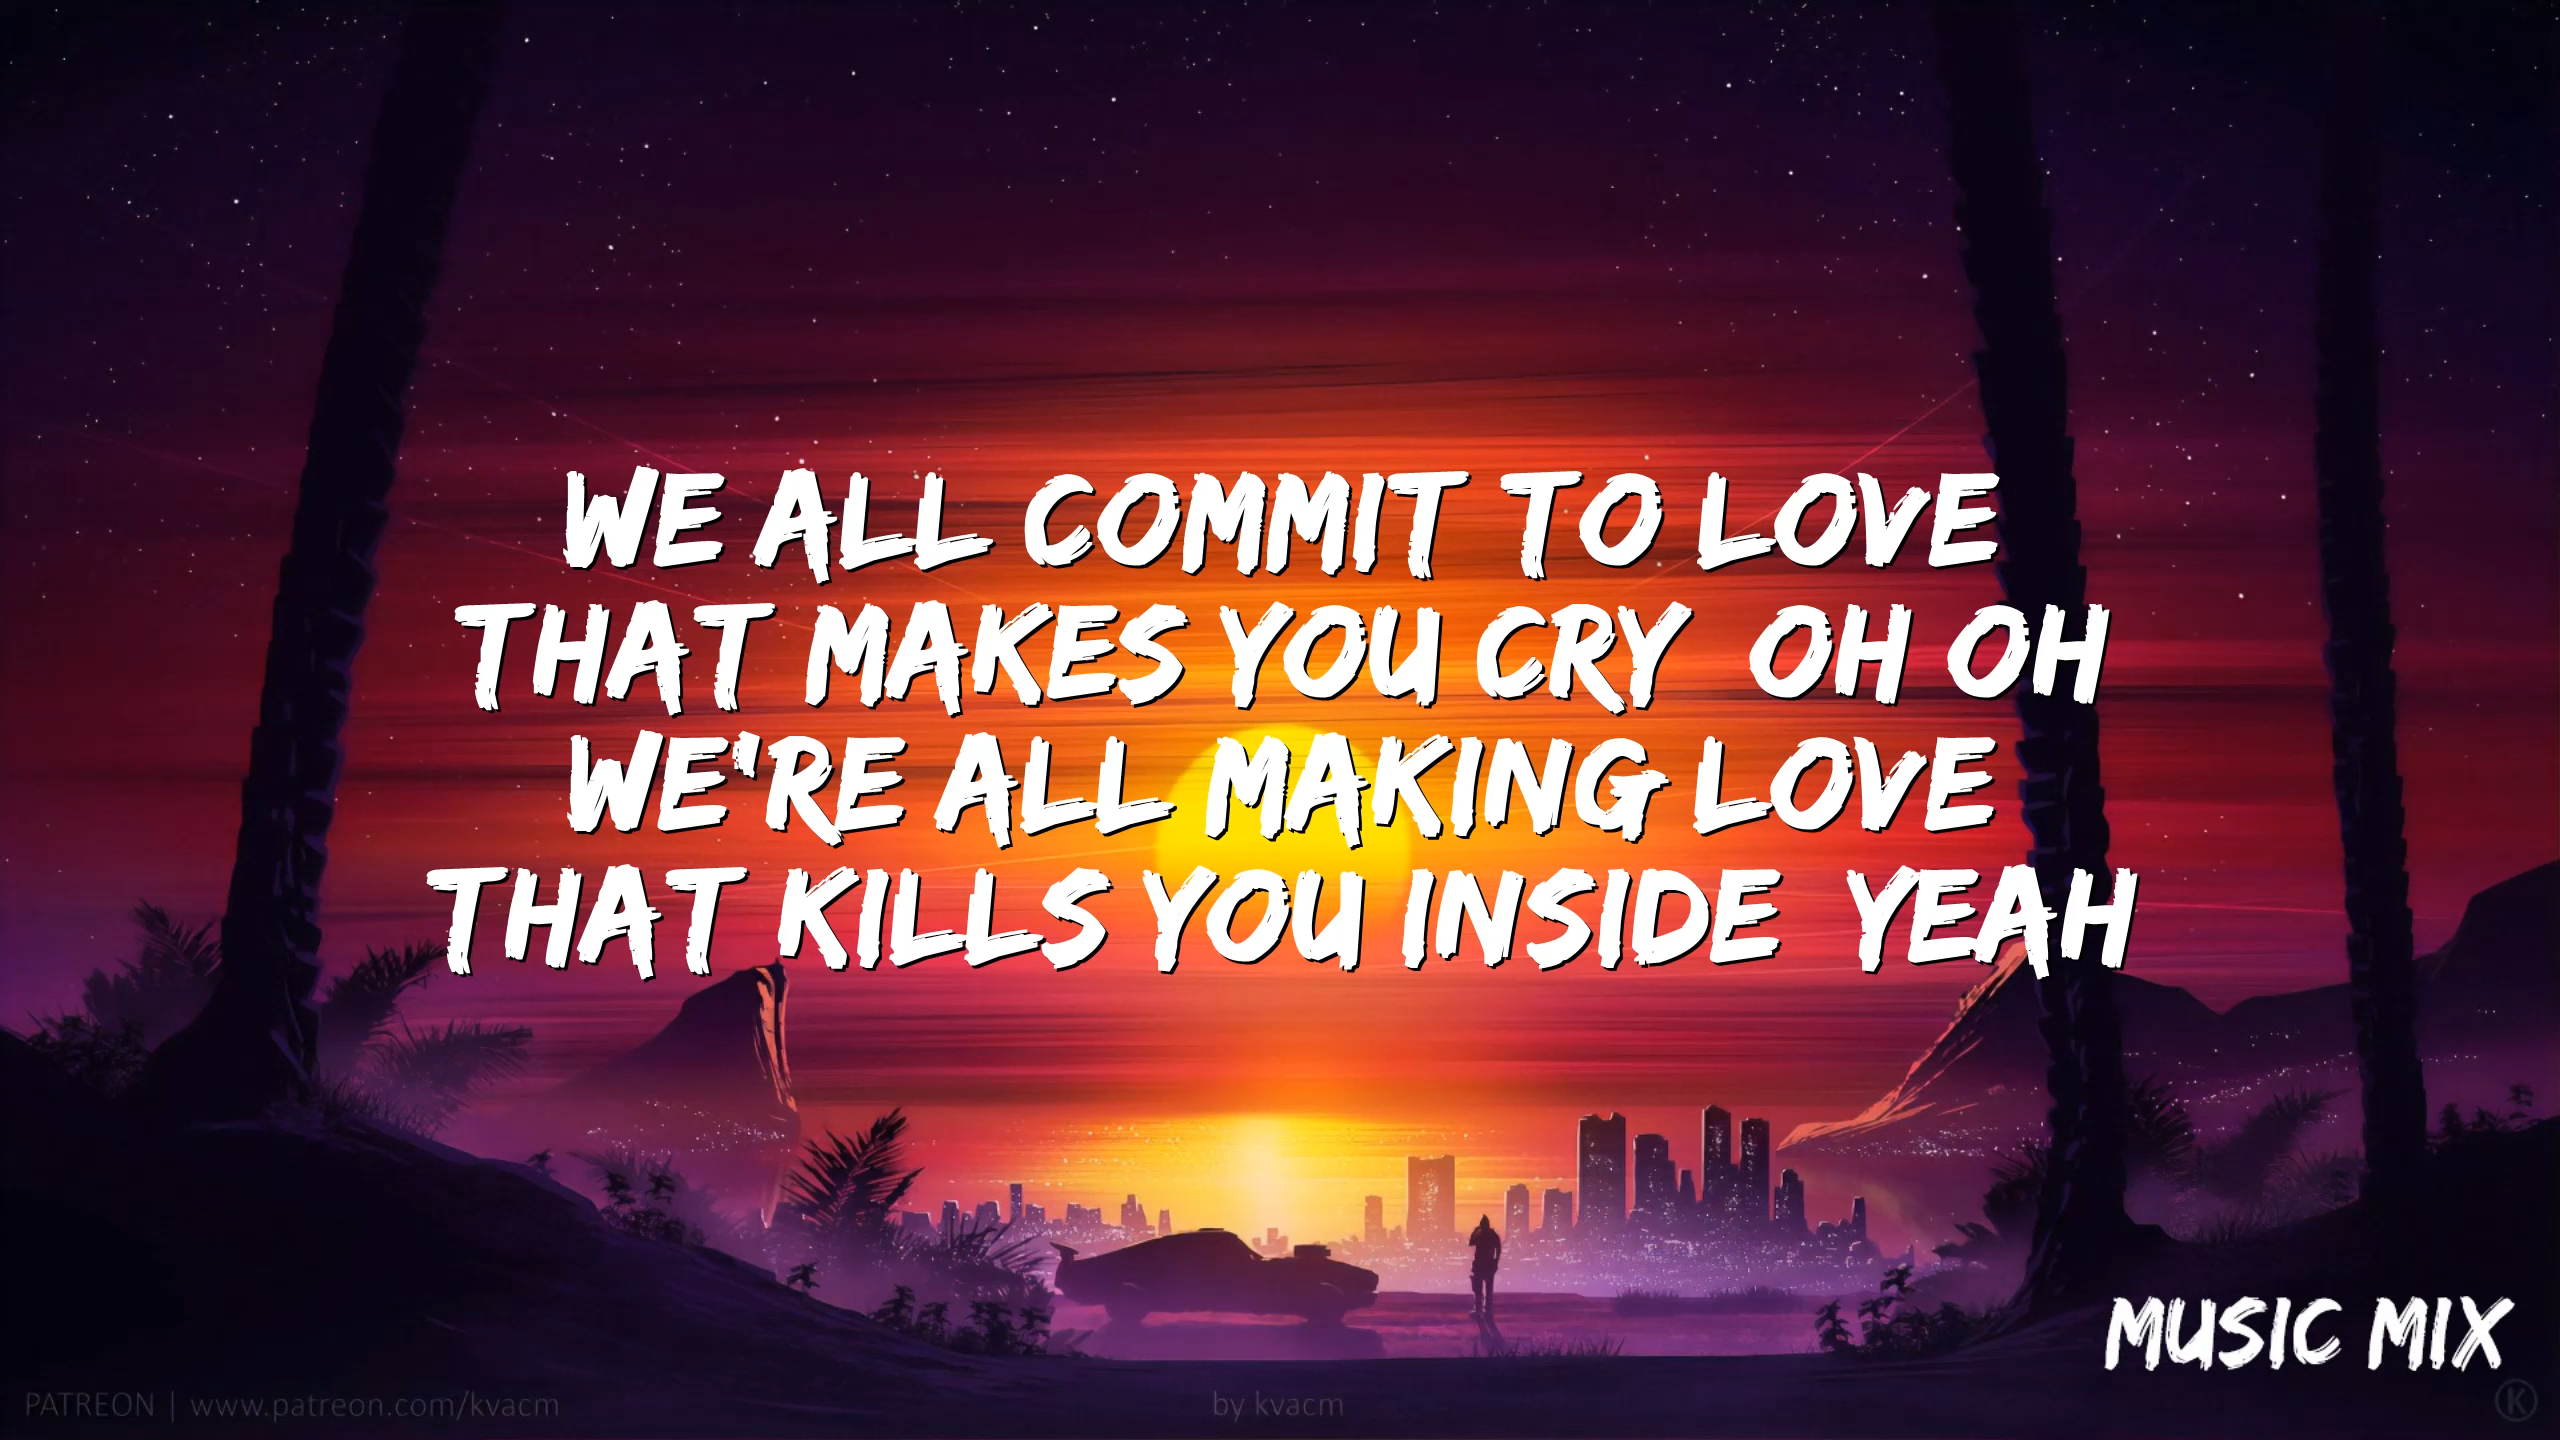 WE ALL COMMIT TO LOVE
THAT MAKES YOU CRY  OH OH
WE'RE ALL MAKING LOVE
THAT KILLS YOU INSIDE  YEAH
MUSIC MIX
PATREON | www.patreon.com/kvacm
by kvacm
K